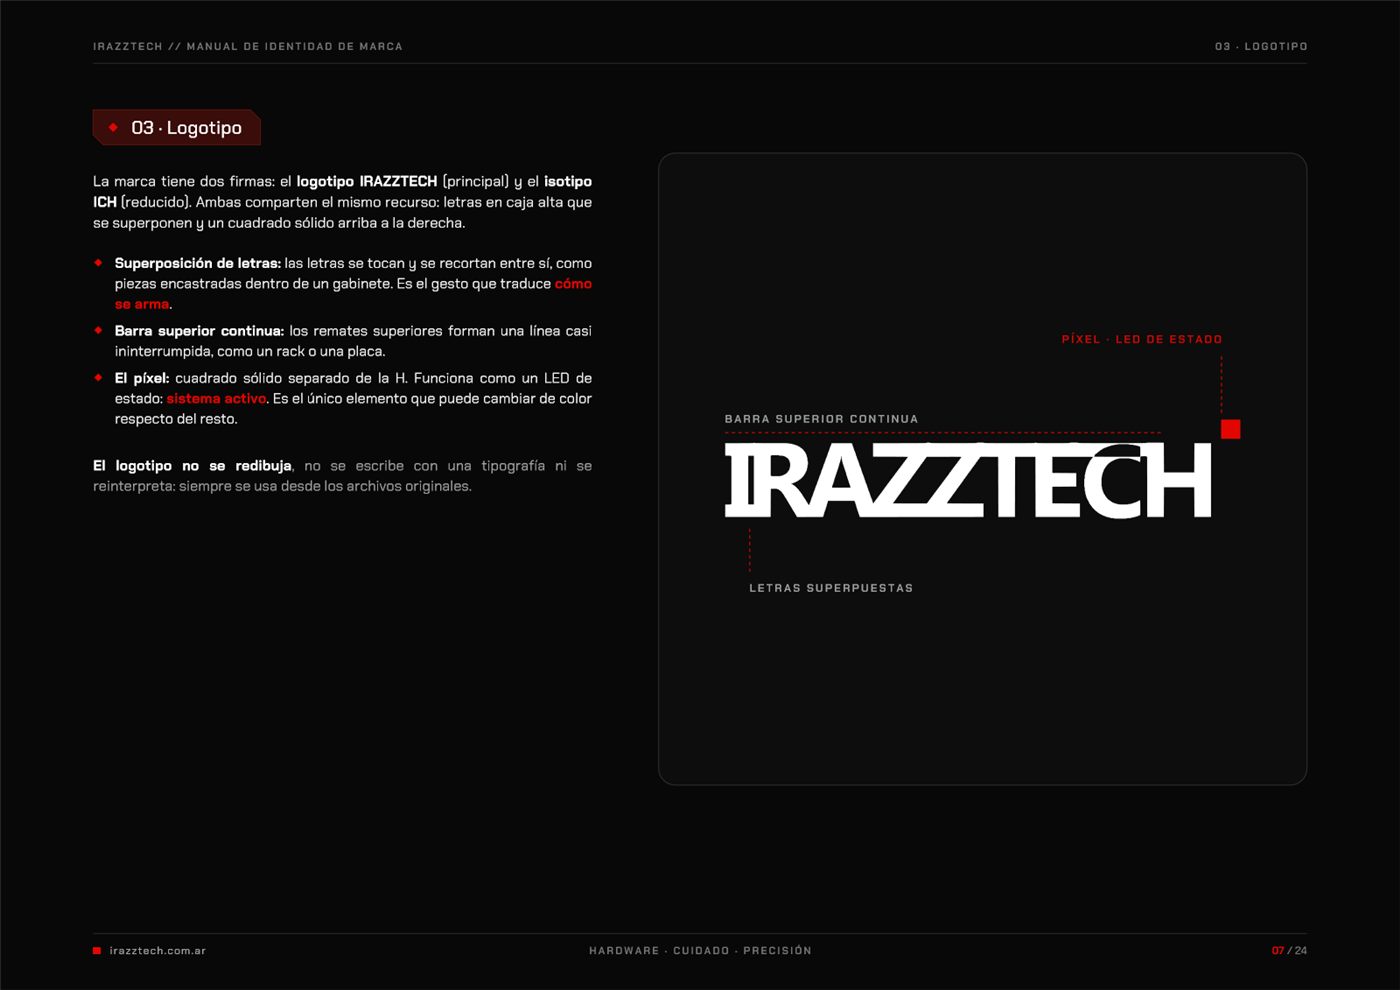 IRAZZTECH // MANUAL DE IDENTIDAD DE MARCA
03 · LOGOTIPO
03 · Logotipo
La marca tiene dos firmas: el logotipo IRAZZTECH (principal) y el isotipo
ICH (reducido). Ambas comparten el mismo recurso: letras en caja alta que
se superponen y un cuadrado sólido arriba a la derecha.
Superposición de letras: las letras se tocan y se recortan entre sí, como
piezas encastradas dentro de un gabinete. Es el gesto que traduce cómo
se arma.
Barra superior continua: los remates superiores forman una línea casi
ininterrumpida, como un rack o una placa.
El píxel: cuadrado sólido separado de la H. Funciona como un LED de
estado: sistema activo. Es el único elemento que puede cambiar de color
respecto del resto.
El logotipo no se redibuja, no se escribe con una tipografía ni se
reinterpreta: siempre se usa desde los archivos originales.
PÍXEL · LED DE ESTADO
BARRA SUPERIOR CONTINUA
IRAZZTECH
LETRAS SUPERPUESTAS
irazztech.com.ar
HARDWARE · CUIDADO · PRECISIÓN
07 / 24